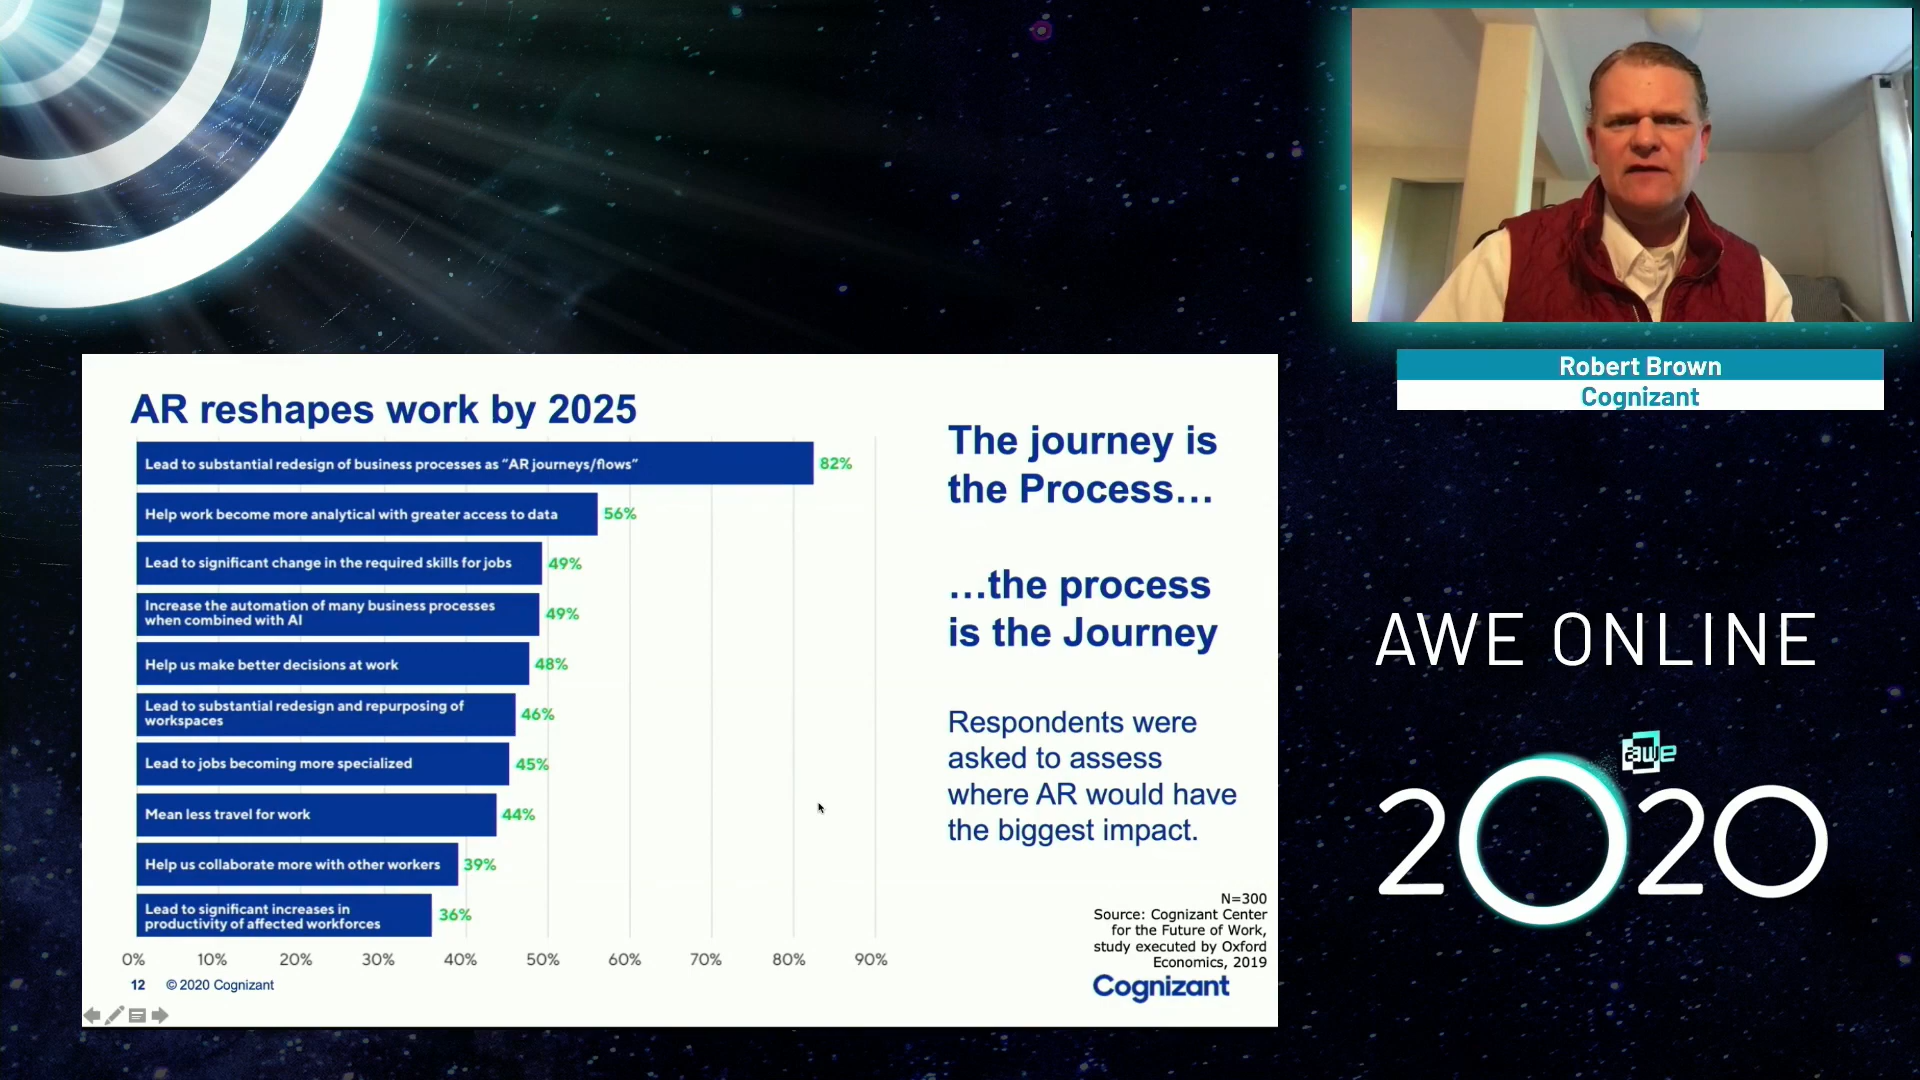 Robert Brown
Cognizant
AR reshapes work by 2025
Lead to substantial redesign of business processes as “AR journeys/flows”
82%
Help work become more analytical with greater access to data
56%
Lead to significant change in the required skills for jobs
49%
Increase the automation of many business processes
when combined with AI
49%
Help us make better decisions at work
48%
Lead to substantial redesign and repurposing of
workspaces
46%
Lead to jobs becoming more specialized
45%
Mean less travel for work
44%
Help us collaborate more with other workers
39%
Lead to significant increases in
productivity of affected workforces
36%
0% 10% 20% 30% 40% 50% 60% 70% 80% 90%
12 © 2020 Cognizant
The journey is
the Process...
...the process
is the Journey
Respondents were
asked to assess
where AR would have
the biggest impact.
N=300
Source: Cognizant Center
for the Future of Work,
study executed by Oxford
Economics, 2019
Cognizant
AWE ONLINE
awe
2020